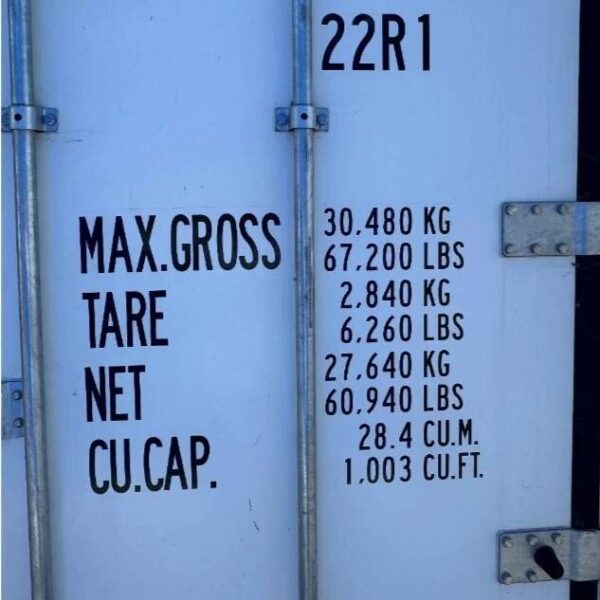 22R1
MAX.GROSS 30.480 KG
67.200 LBS
TARE 2.840 KG
6.260 LBS
NET 27.640 KG
60.940 LBS
CU.CAP. 28.4 CU.M.
1.003 CU.FT.